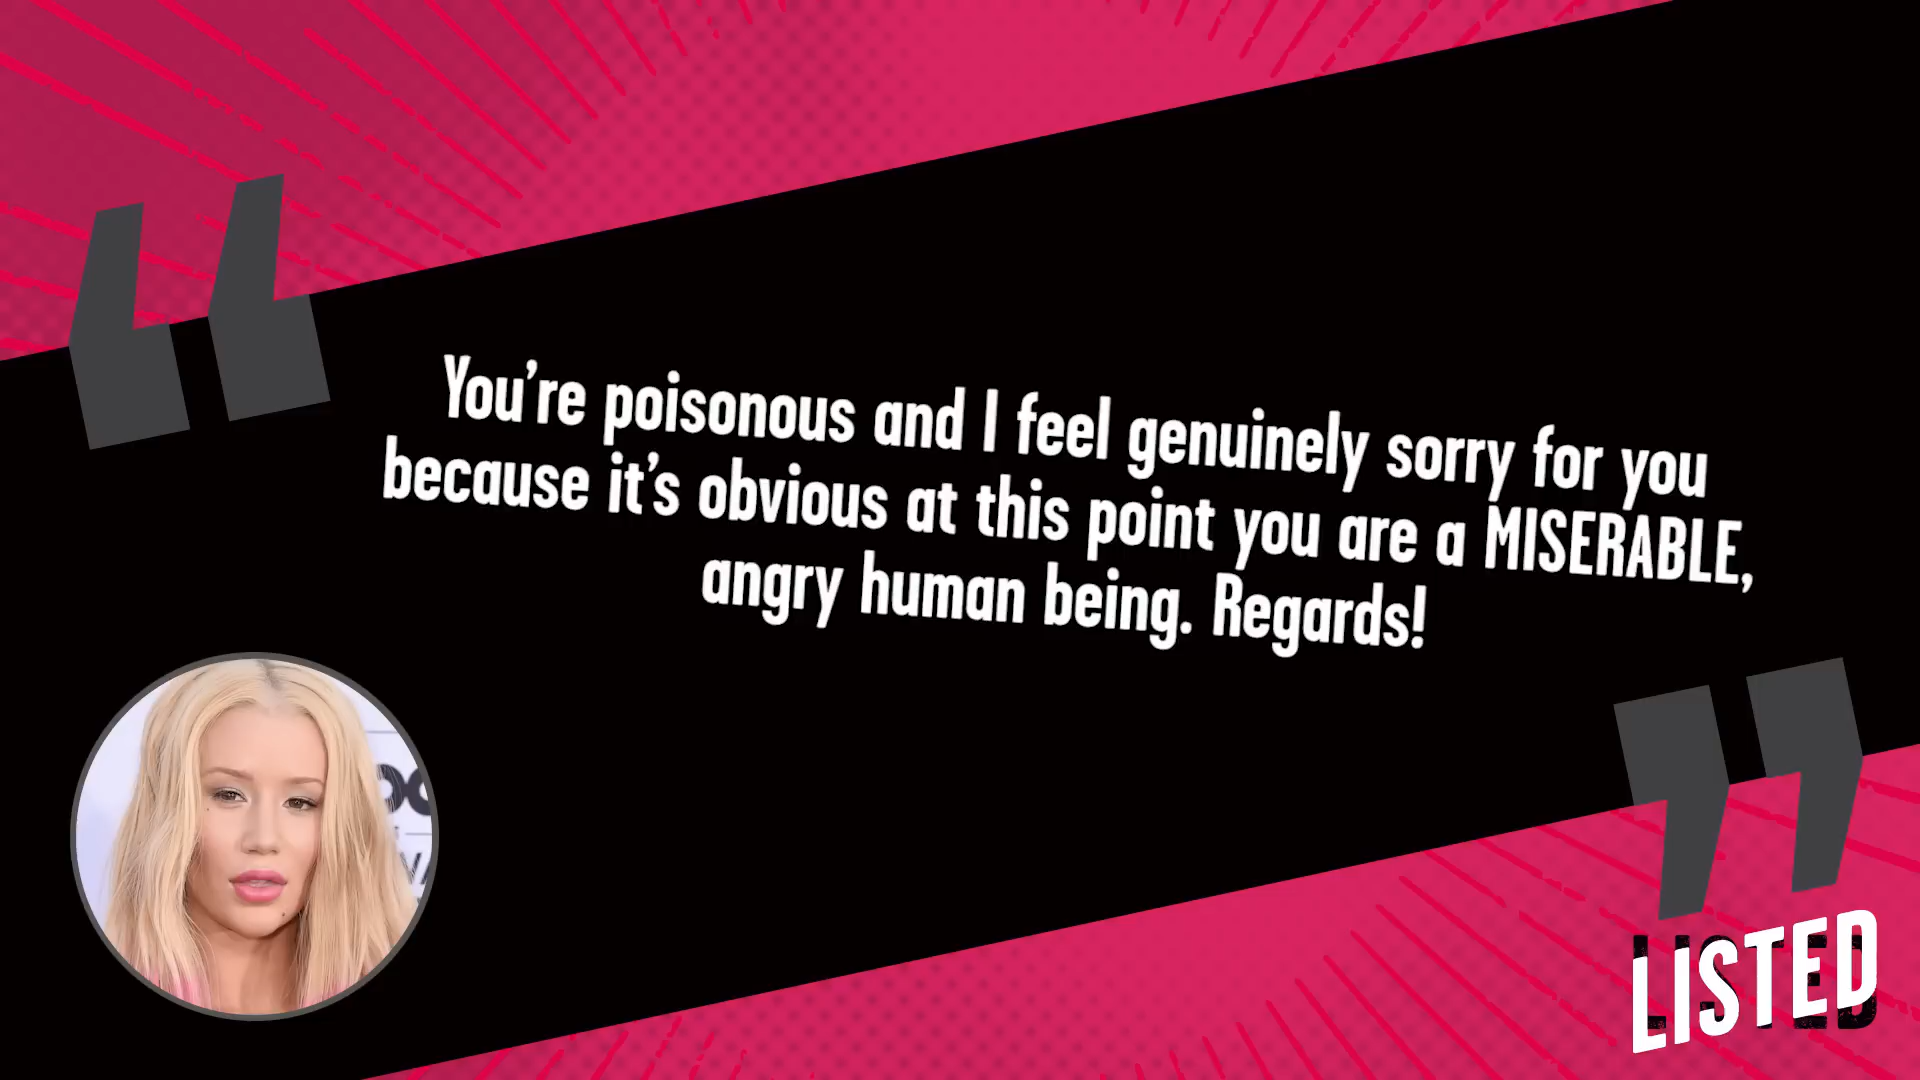 You’re poisonous and I feel genuinely sorry for you
because it’s obvious at this point you are a MISERABLE,
angry human being. Regards!
LISTED